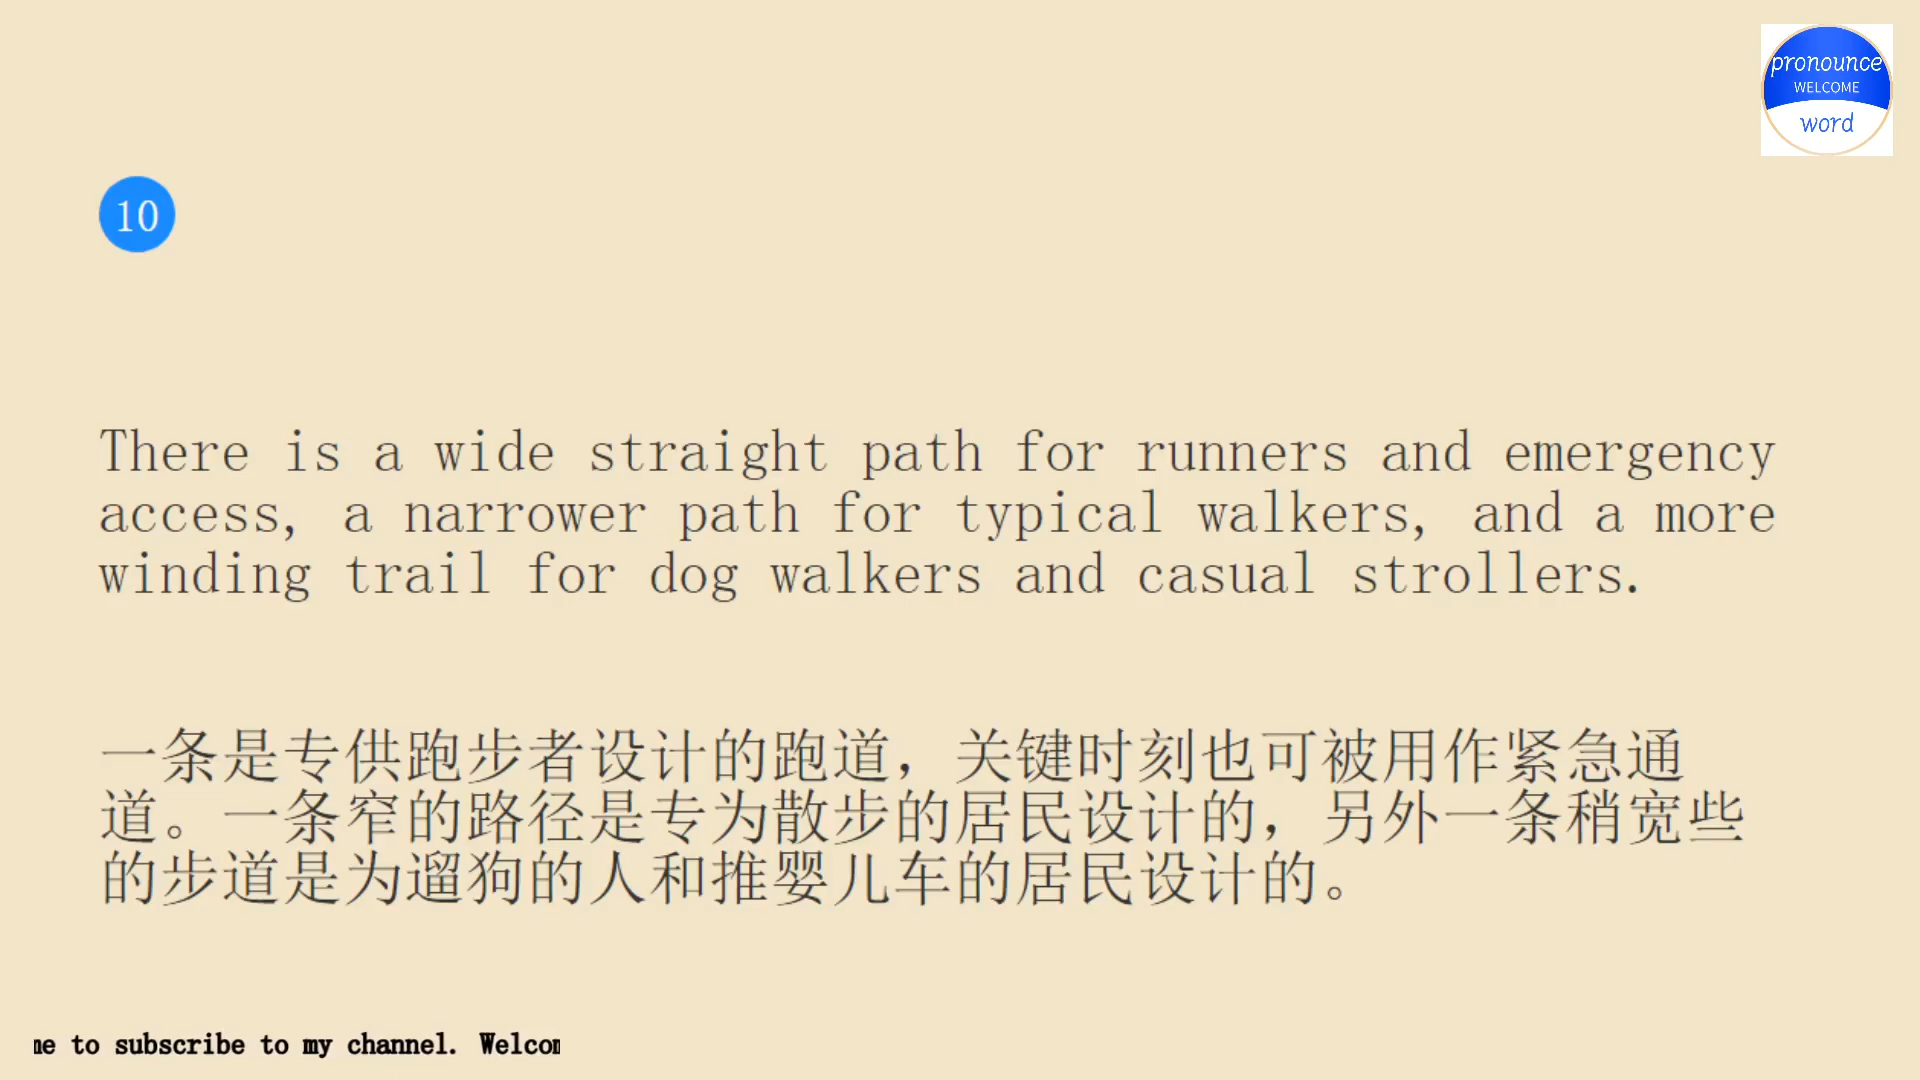 pronounce
WELCOME
word
10
There is a wide straight path for runners and emergency
access, a narrower path for typical walkers, and a more
winding trail for dog walkers and casual strollers.
一条是专供跑步者设计的跑道，关键时刻也可被用作紧急通
道。一条窄的路径是专为散步的居民设计的，另外一条稍宽些
的步道是为遛狗的人和推婴儿车的居民设计的。
me to subscribe to my channel. Welcom